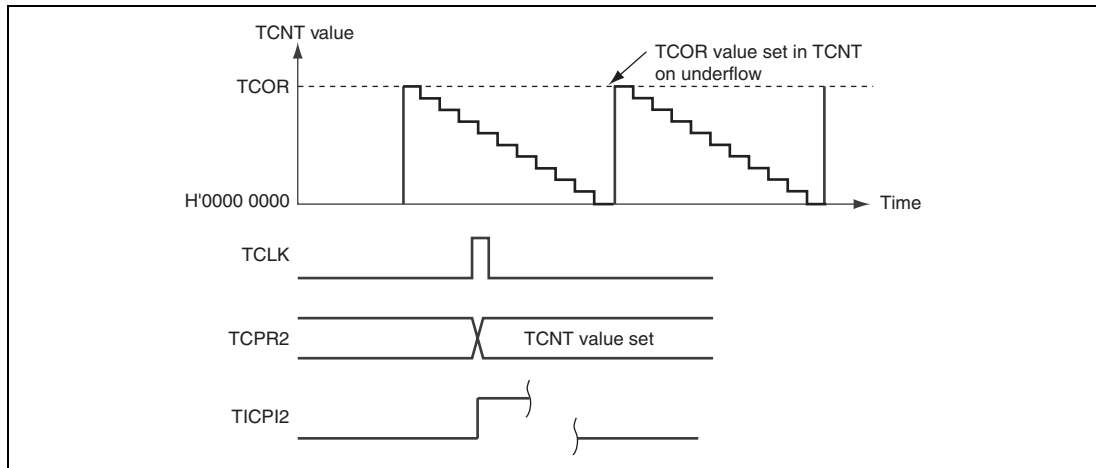 TCNT value
TCOR value set in TCNT
on underflow
TCOR
H'0000 0000
Time
TCLK
TCPR2
TCNT value set
TICPI2